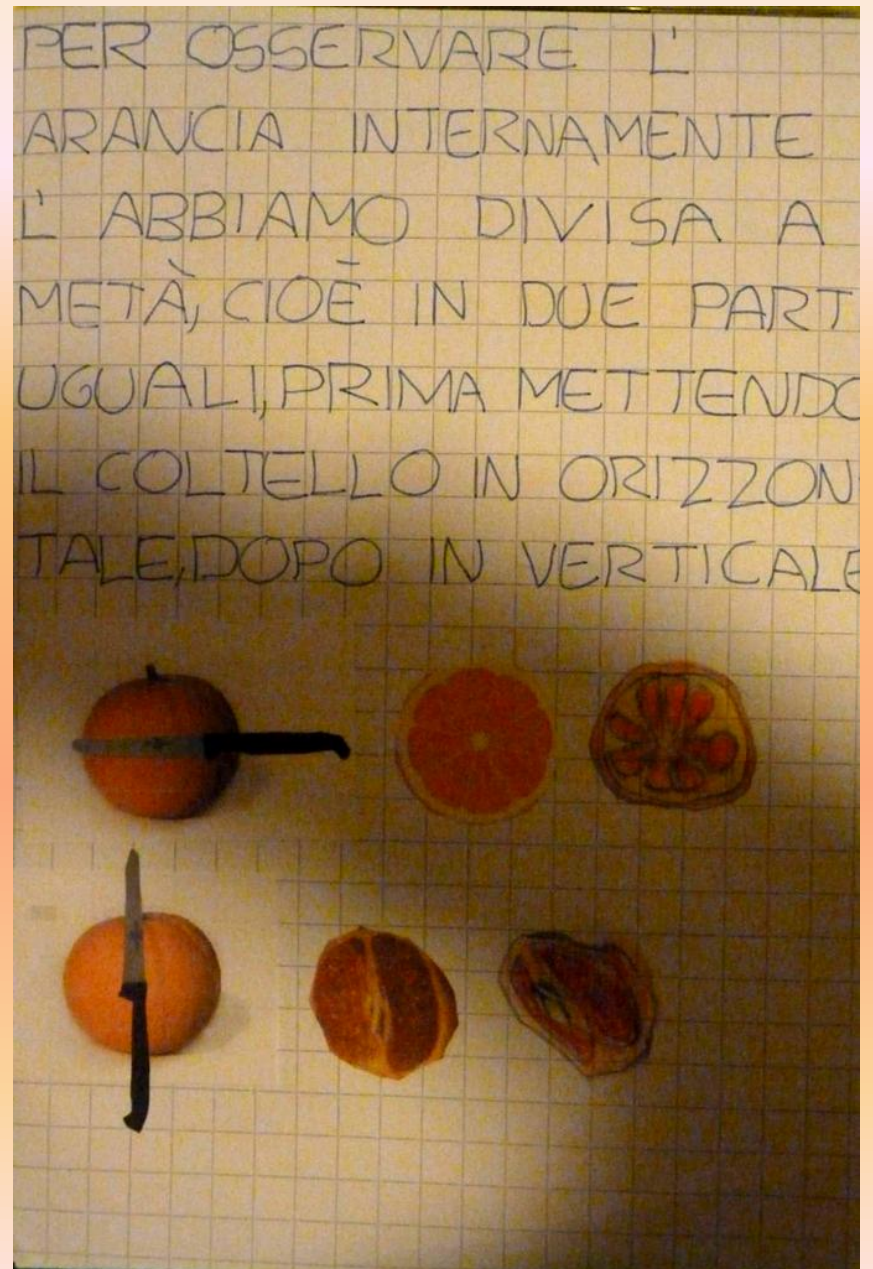 PER OSSERVARE L'
ARANCIA INTERNAMENTE
L' ABBIAMO DIVISA A
METÀ, CIOÈ IN DUE PART
UGUALI, PRIMA METTENDO
IL COLTELLO IN ORIZZON
TALE, DOPO IN VERTICALE